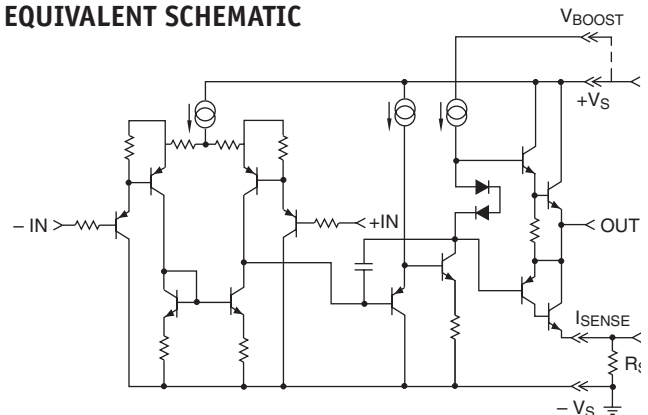 EQUIVALENT SCHEMATIC
VBOOST
+VS
– IN
+IN
OUT
ISENSE
– VS